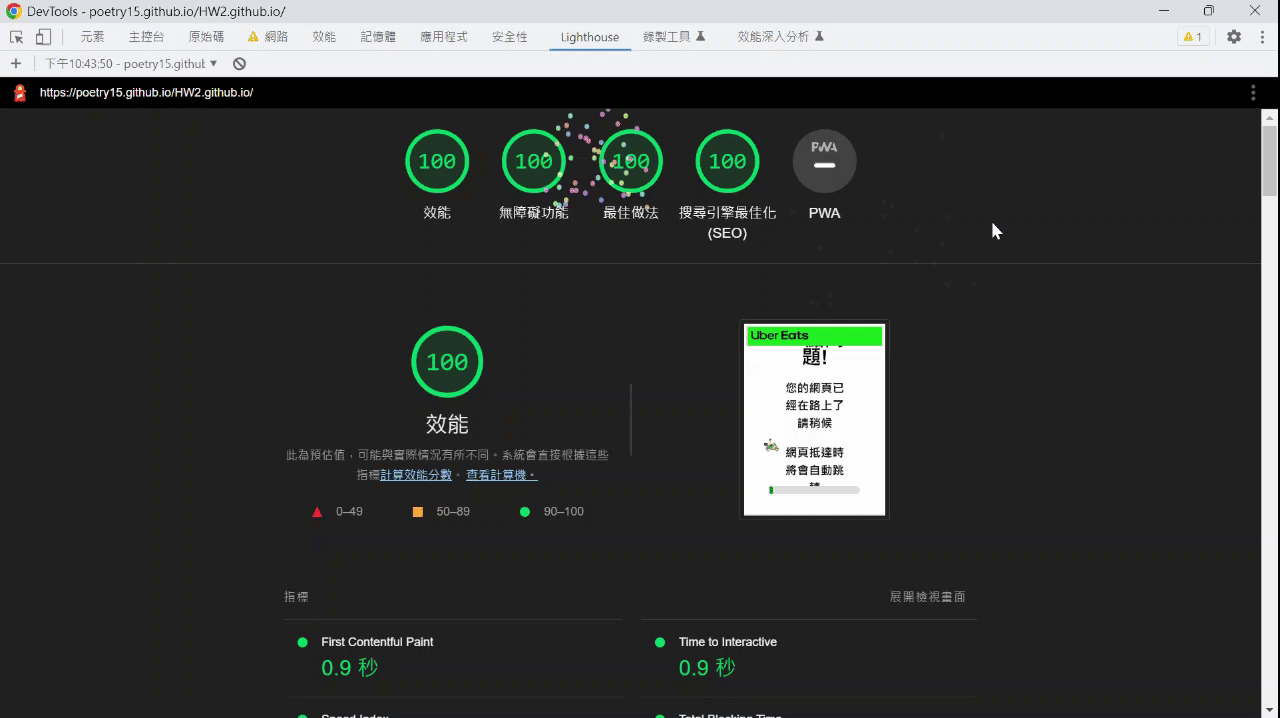 DevTools - poetry15.github.io/HW2.github.io/
元素 主控台 原始碼 網路 效能 記憶體 應用程式 安全性 Lighthouse 錄製工具 效能深入分析 1
下午10:43:50 - poetry15.githul
https://poetry15.github.io/HW2.github.io/
100 100 100 100 PWA
效能 無障礙功能 最佳做法 搜尋引擎最佳化 PWA
(SEO)
100
效能
此為預估值，可能與實際情況有所不同。系統會直接根據這些
指標計算效能分數。查看計算機。
0–49 50–89 90–100
Uber Eats
題!
您的網頁已
經在路上了
請稍候
網頁抵達時
將會自動跳
指標 展開檢視畫面
First Contentful Paint
0.9 秒
Time to Interactive
0.9 秒
Speed Index
Total Blocking Time